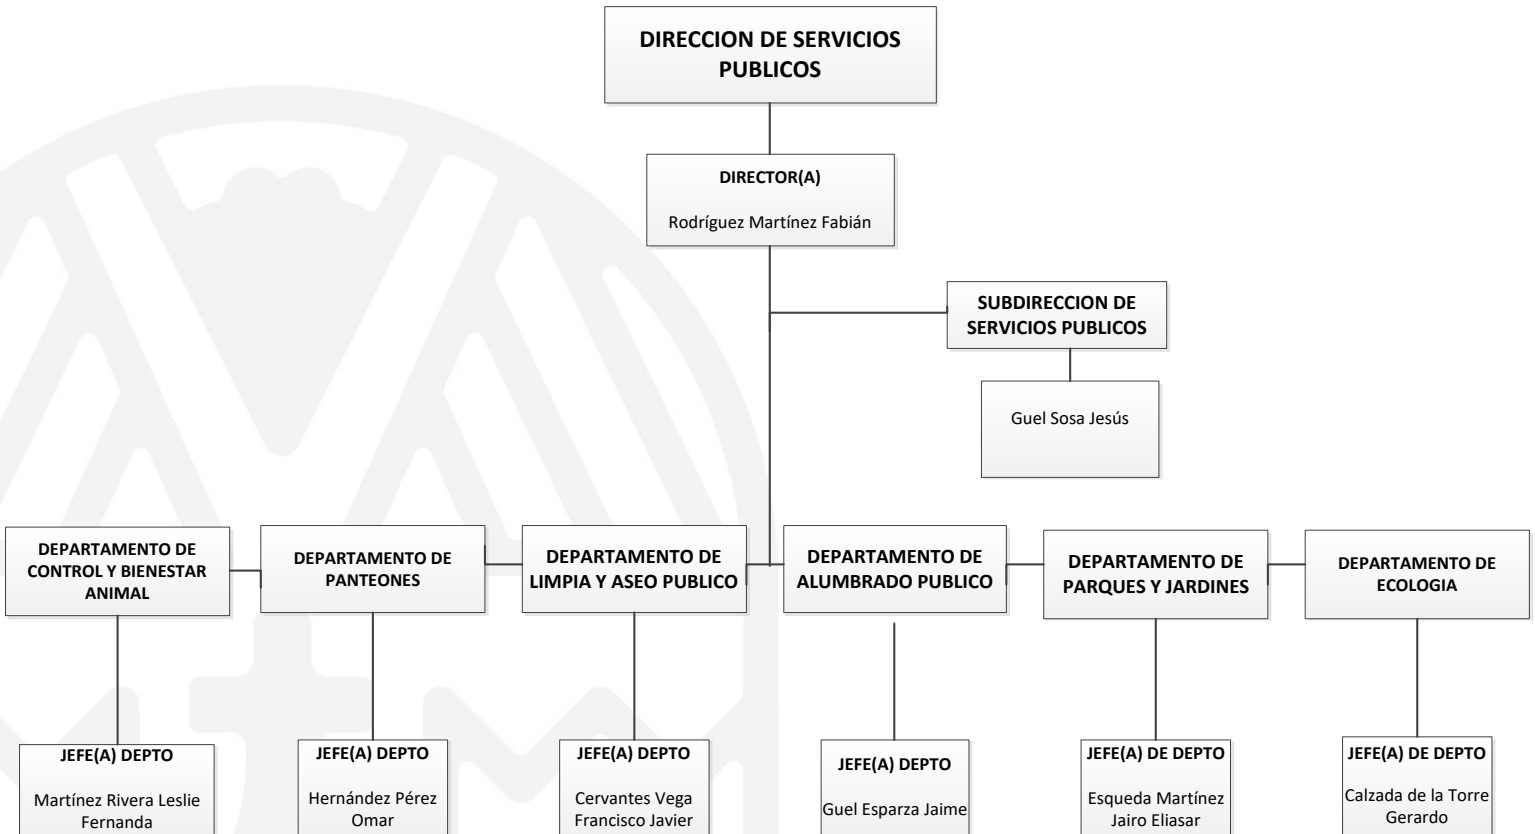 DIRECCION DE SERVICIOS
PUBLICOS
DIRECTOR(A)
Rodríguez Martínez Fabián
SUBDIRECCION DE
SERVICIOS PUBLICOS
Guel Sosa Jesús
DEPARTAMENTO DE
CONTROL Y BIENESTAR
ANIMAL
DEPARTAMENTO DE
PANTEONES
DEPARTAMENTO DE
LIMPIA Y ASEO PUBLICO
DEPARTAMENTO DE
ALUMBRADO PUBLICO
DEPARTAMENTO DE
PARQUES Y JARDINES
DEPARTAMENTO DE
ECOLOGIA
JEFE(A) DEPTO
Martínez Rivera Leslie
Fernanda
JEFE(A) DEPTO
Hernández Pérez
Omar
JEFE(A) DEPTO
Cervantes Vega
Francisco Javier
JEFE(A) DEPTO
Guel Esparza Jaime
JEFE(A) DE DEPTO
Esqueda Martínez
Jairo Eliasar
JEFE(A) DE DEPTO
Calzada de la Torre
Gerardo